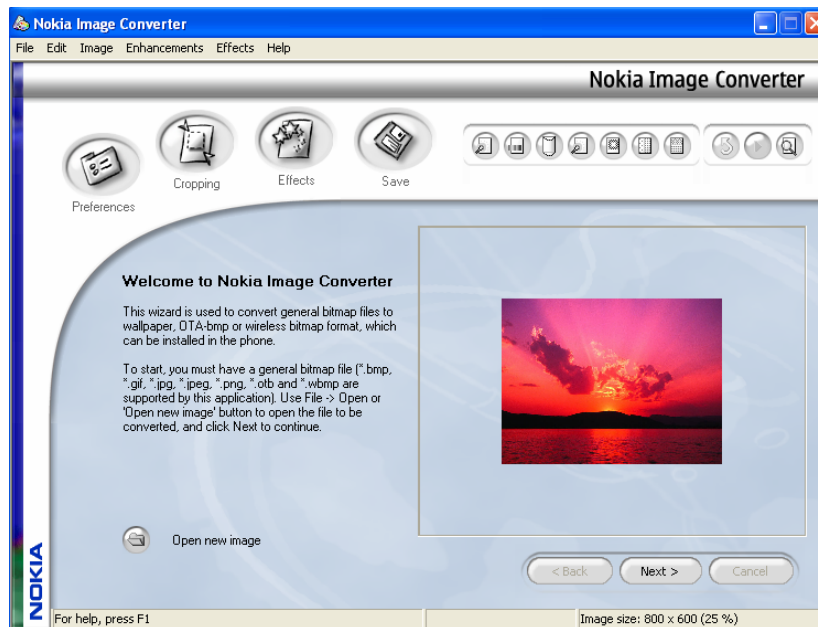 Nokia Image Converter
File Edit Image Enhancements Effects Help
Nokia Image Converter
Preferences
Cropping
Effects
Save
Welcome to Nokia Image Converter
This wizard is used to convert general bitmap files to
wallpaper, OTA-bmp or wireless bitmap format, which
can be installed in the phone.
To start, you must have a general bitmap file (*.bmp,
*.gif, *.jpg, *.jpeg, *.png, *.otb and *.wbmp are
supported by this application). Use File -> Open or
'Open new image' button to open the file to be
converted, and click Next to continue.
Open new image
< Back Next > Cancel
NOKIA
For help, press F1
Image size: 800 x 600 (25 %)